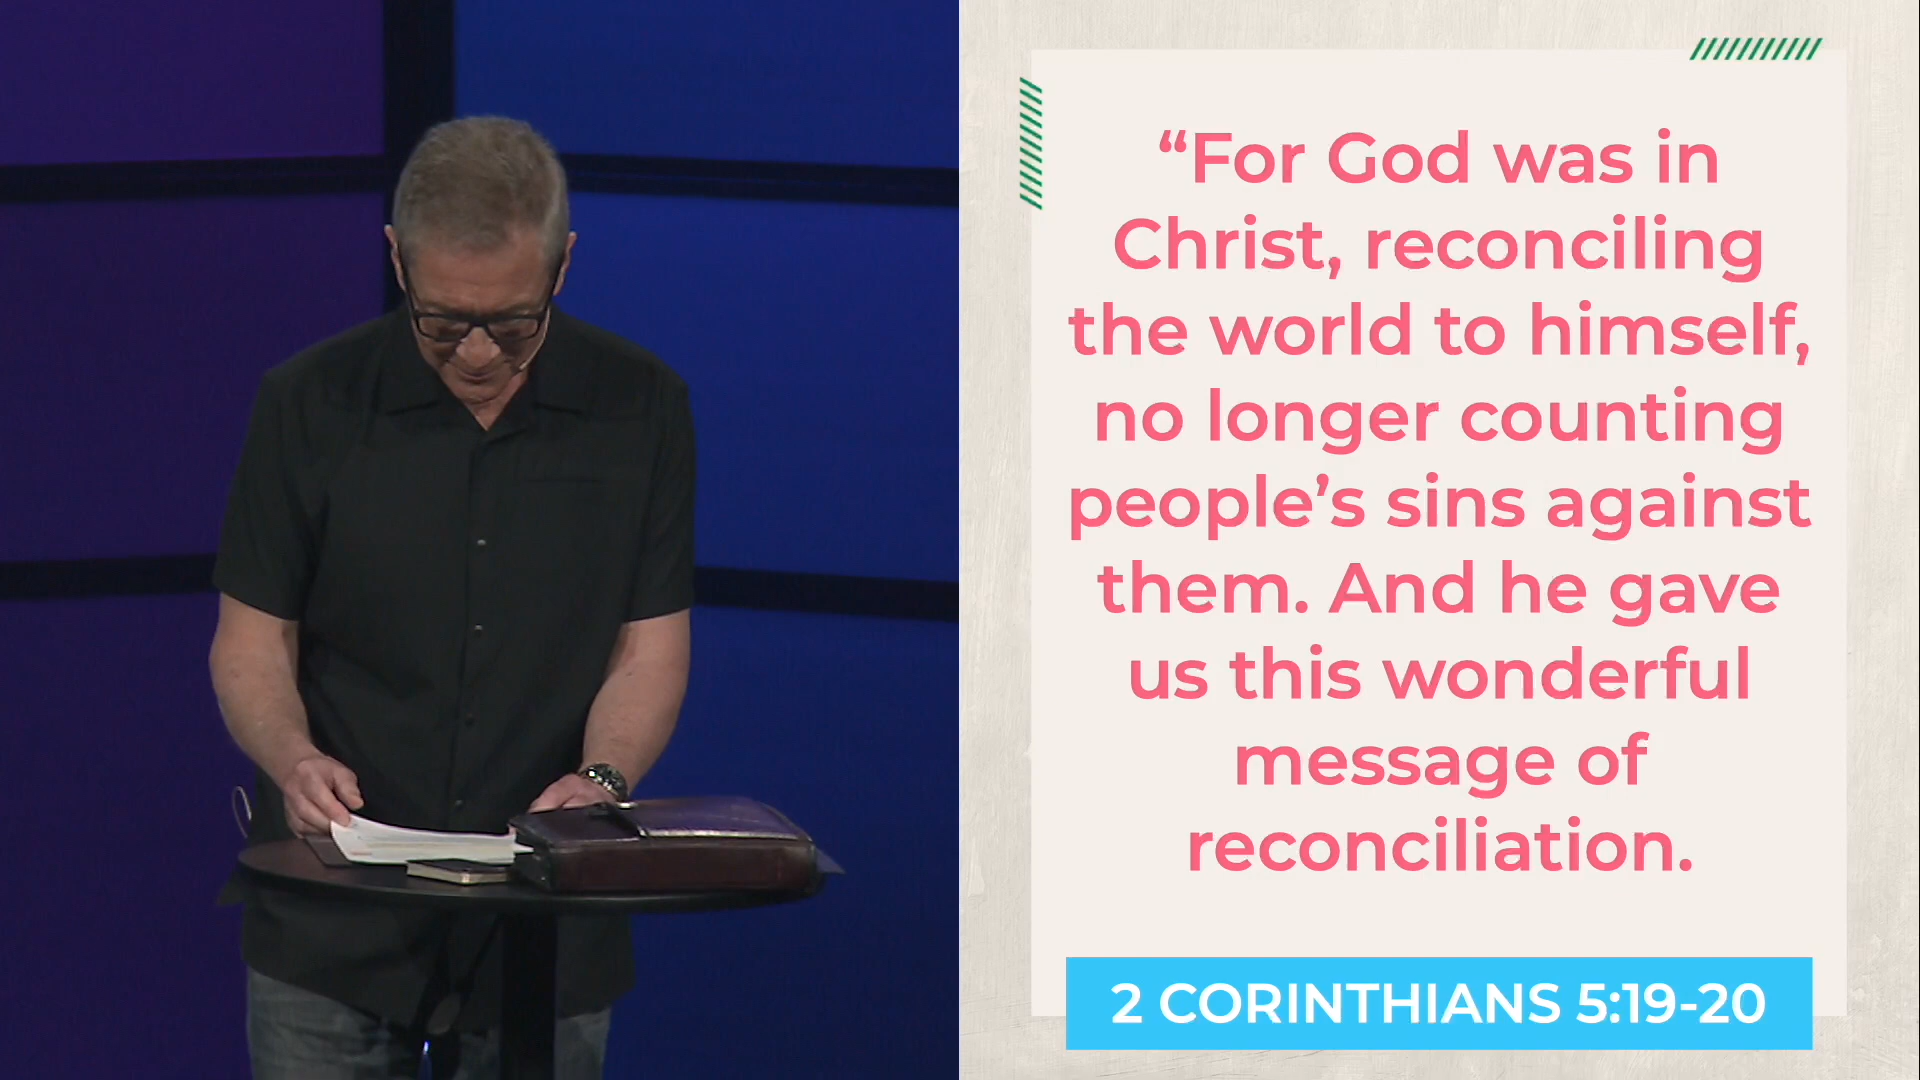 “For God was in
Christ, reconciling
the world to himself,
no longer counting
people’s sins against
them. And he gave
us this wonderful
message of
reconciliation.
2 CORINTHIANS 5:19-20